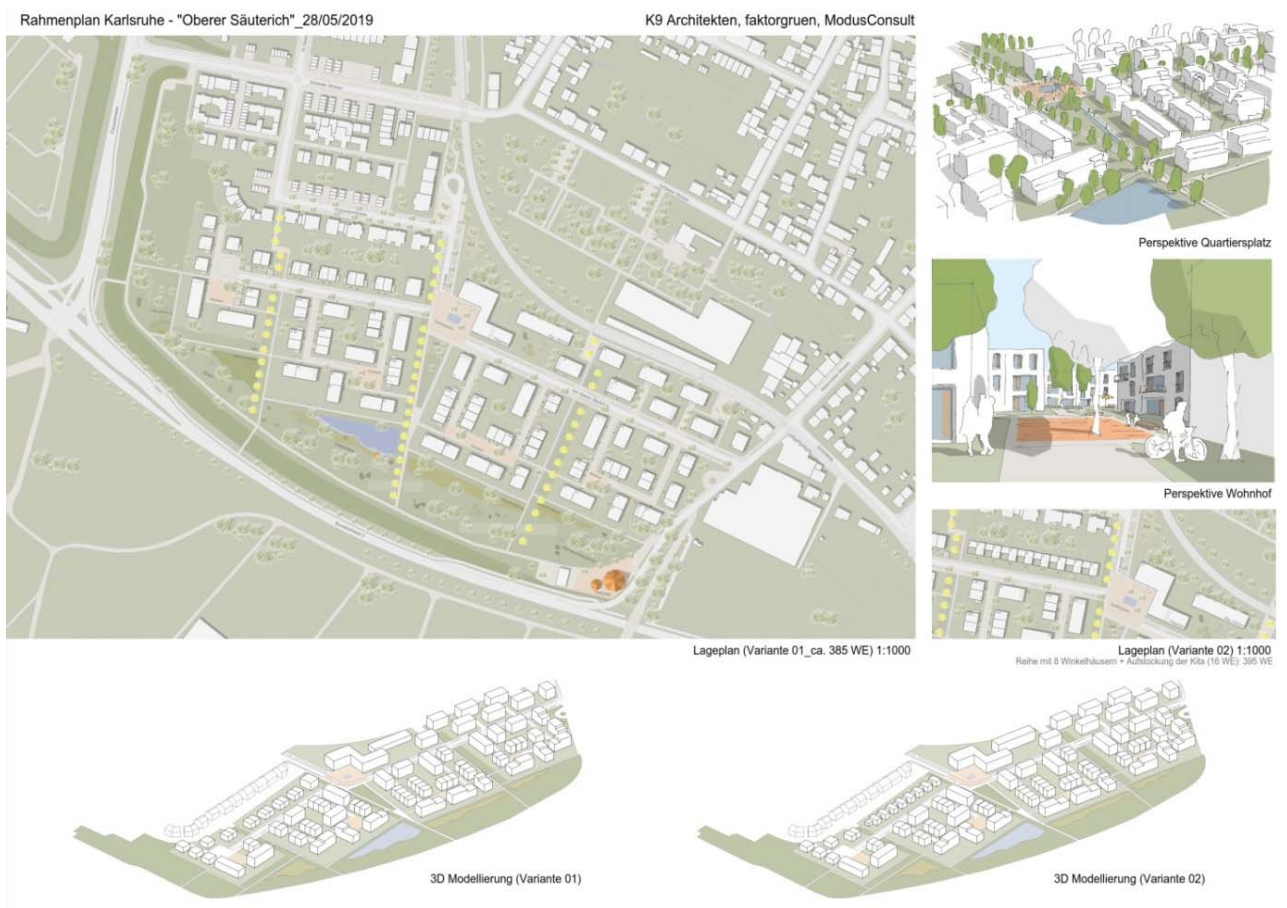 Rahmenplan Karlsruhe - "Oberer Säuterich"_28/05/2019
K9 Architekten, faktorgruen, ModusConsult
Perspektive Quartiersplatz
Perspektive Wohnhof
Lageplan (Variante 01_ca. 385 WE) 1:1000
Lageplan (Variante 02) 1:1000
Reihe mit 8 Winkelhäusern + Aufstockung der Kita (16 WE): 395 WE
3D Modellierung (Variante 01)
3D Modellierung (Variante 02)